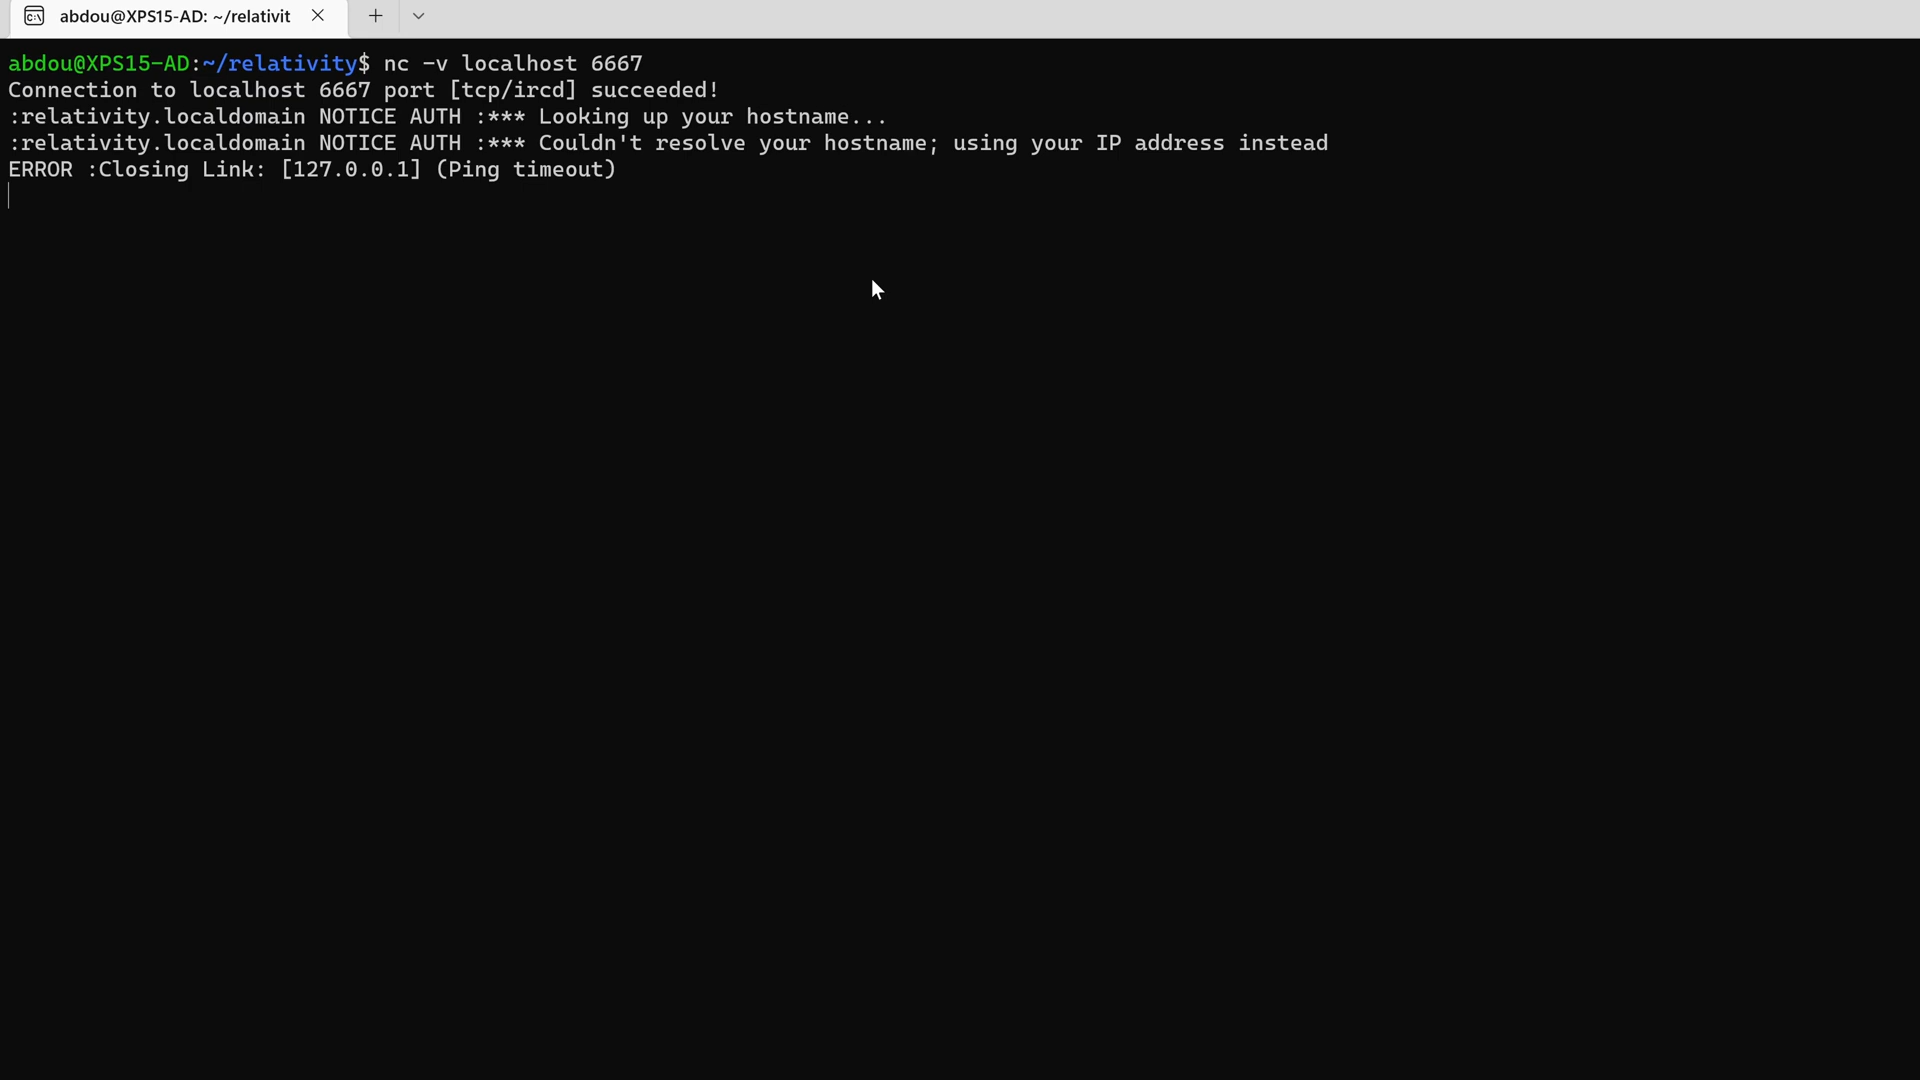 abdou@XPS15-AD: ~/relativit
abdou@XPS15-AD:~/relativity$ nc -v localhost 6667
Connection to localhost 6667 port [tcp/ircd] succeeded!
:relativity.localdomain NOTICE AUTH :*** Looking up your hostname...
:relativity.localdomain NOTICE AUTH :*** Couldn't resolve your hostname; using your IP address instead
ERROR :Closing Link: [127.0.0.1] (Ping timeout)